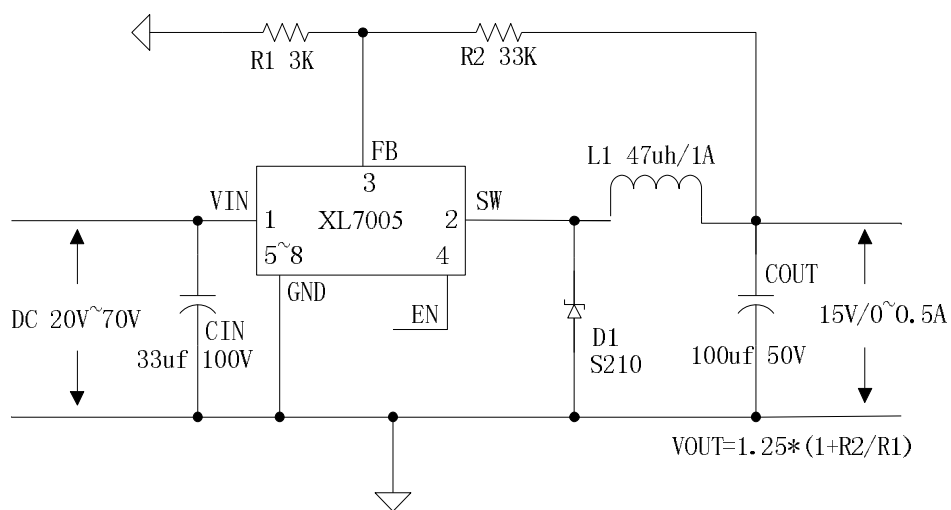 R1 3K
R2 33K
FB
3
L1 47uh/1A
VIN
1
XL7005
2
SW
5~8
4
GND
EN
COUT
DC 20V~70V
CIN
33uf 100V
D1
S210
100uf 50V
15V/0~0.5A
VOUT=1.25*(1+R2/R1)